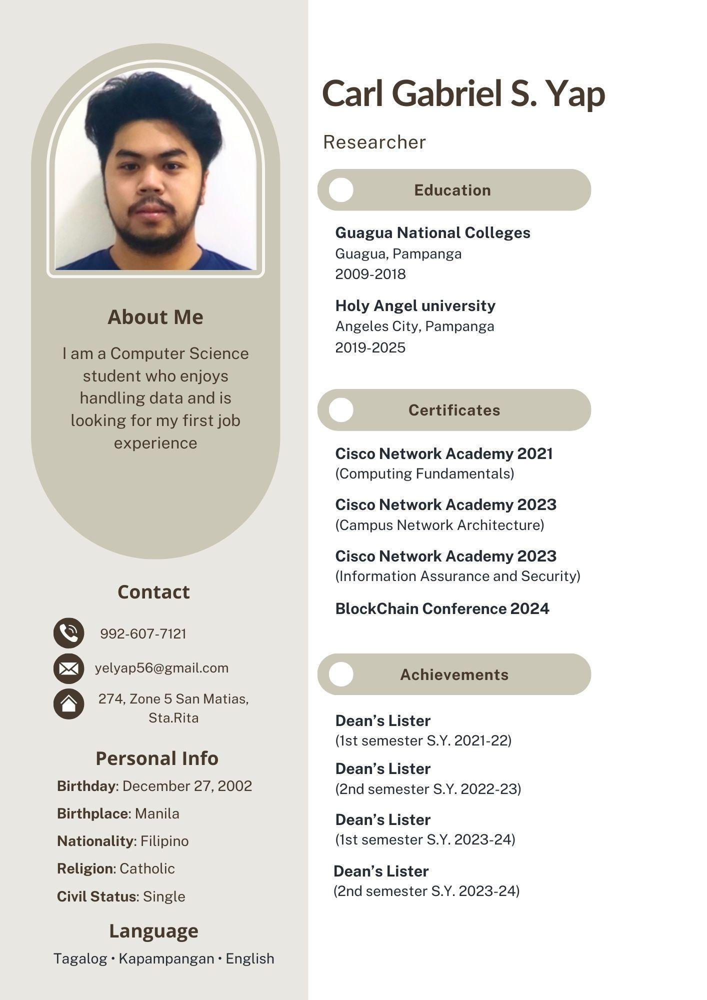 About Me
I am a Computer Science
student who enjoys
handling data and is
looking for my first job
experience
Contact
992-607-7121
yelyap56@gmail.com
274, Zone 5 San Matias,
Sta.Rita
Personal Info
Birthday: December 27, 2002
Birthplace: Manila
Nationality: Filipino
Religion: Catholic
Civil Status: Single
Language
Tagalog • Kapampangan • English
Carl Gabriel S. Yap
Researcher
Education
Guagua National Colleges
Guagua, Pampanga
2009-2018
Holy Angel university
Angeles City, Pampanga
2019-2025
Certificates
Cisco Network Academy 2021
(Computing Fundamentals)
Cisco Network Academy 2023
(Campus Network Architecture)
Cisco Network Academy 2023
(Information Assurance and Security)
BlockChain Conference 2024
Achievements
Dean’s Lister
(1st semester S.Y. 2021-22)
Dean’s Lister
(2nd semester S.Y. 2022-23)
Dean’s Lister
(1st semester S.Y. 2023-24)
Dean’s Lister
(2nd semester S.Y. 2023-24)